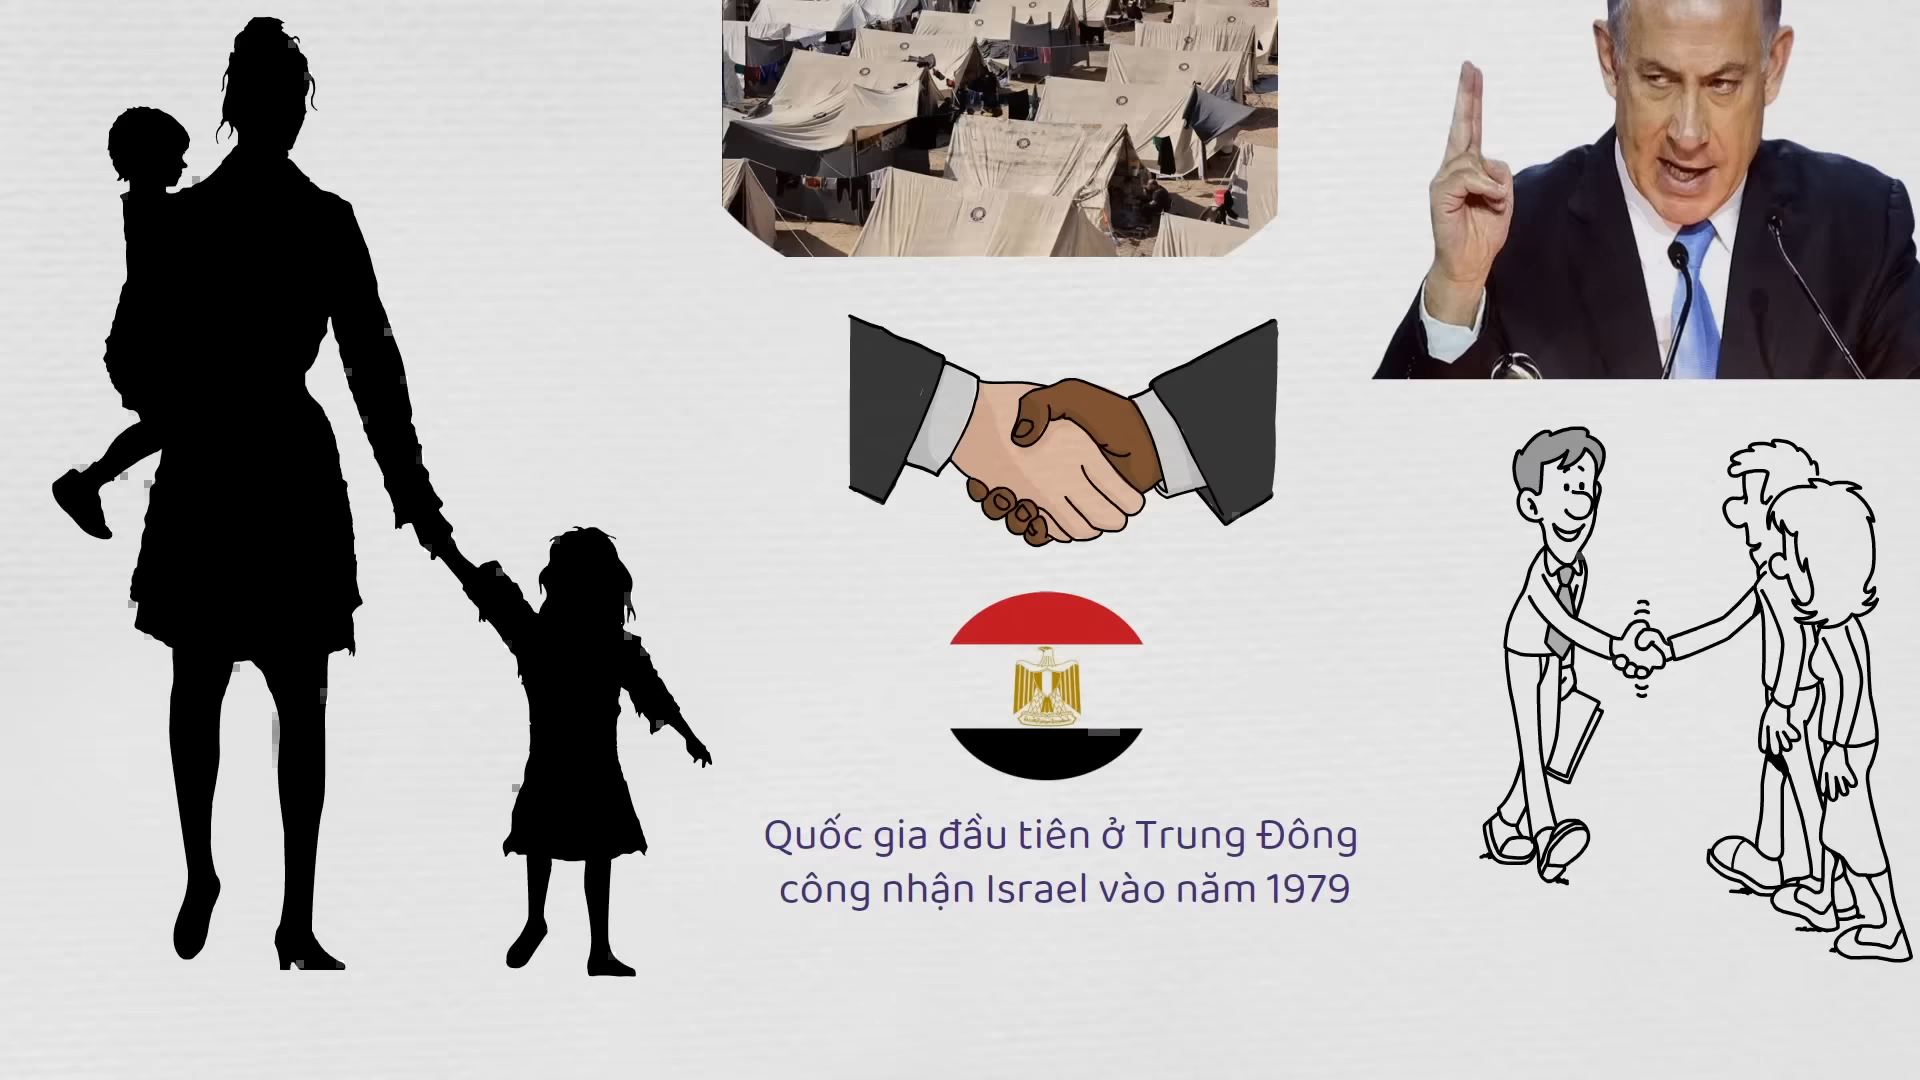 Quốc gia đầu tiên ở Trung Đông
công nhận Israel vào năm 1979